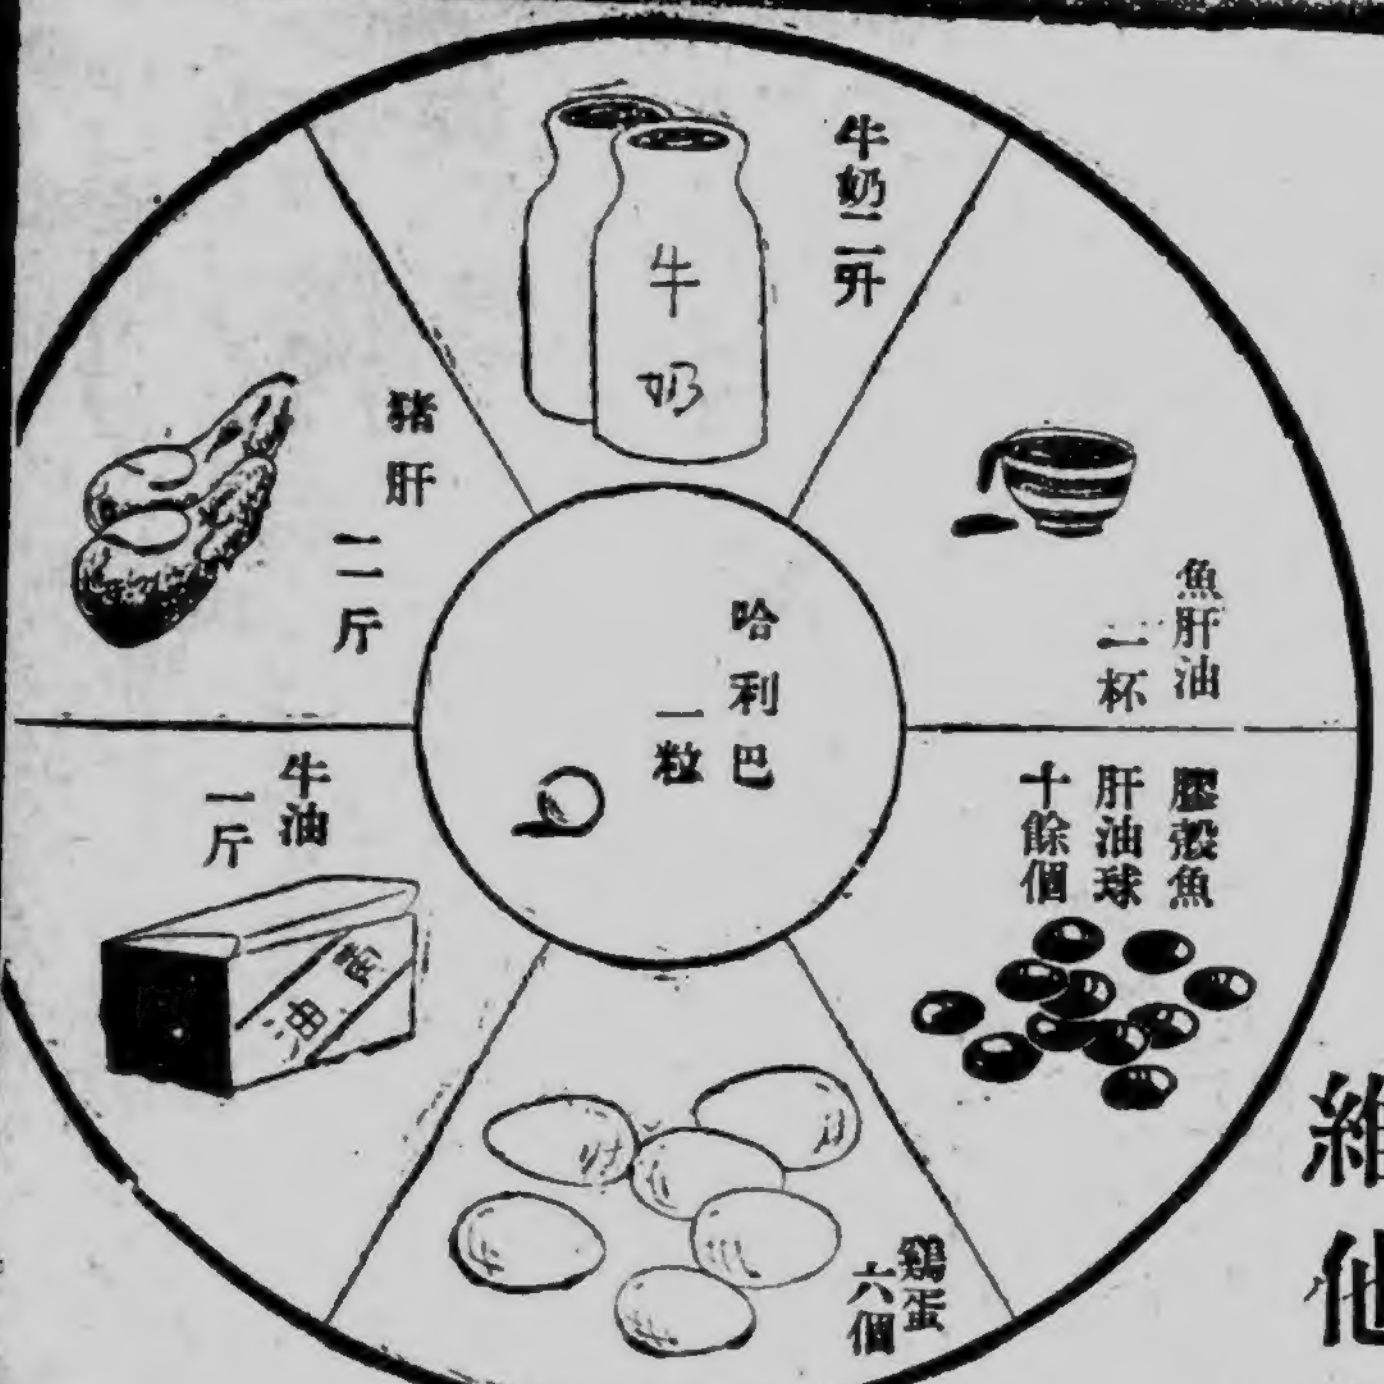 牛奶二升
牛奶
魚肝油
一杯
膠殼魚
肝油球
十餘個
鷄蛋
六個
牛油
一斤
油
猪肝
二斤
哈利巴
一粒
維他